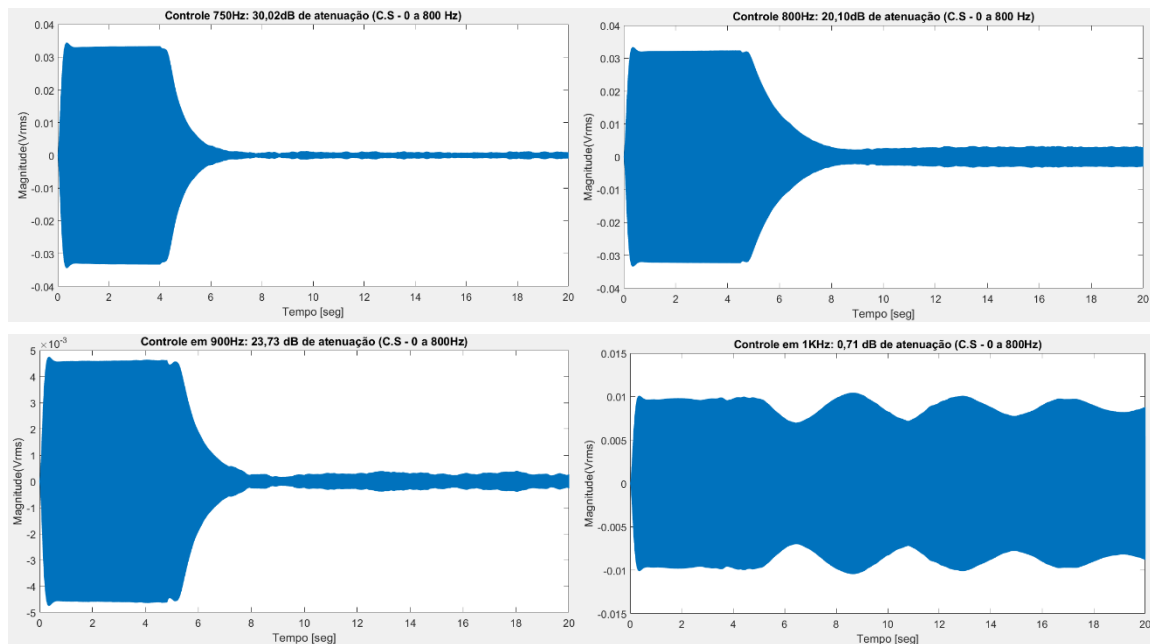 Controle 750Hz: 30,02dB de atenuação (C.S - 0 a 800 Hz)
0.04
0.03
0.02
0.01
0
-0.01
-0.02
-0.03
-0.04
Magnitude(Vrms)
0 2 4 6 8 10 12 14 16 18 20
Tempo [seg]
Controle 800Hz: 20,10dB de atenuação (C.S - 0 a 800 Hz)
0.04
0.03
0.02
0.01
0
-0.01
-0.02
-0.03
-0.04
Magnitude(Vrms)
0 2 4 6 8 10 12 14 16 18 20
Tempo [seg]
Controle em 900Hz: 23,73 dB de atenuação (C.S - 0 a 800Hz)
×10⁻³
5
4
3
2
1
0
-1
-2
-3
-4
-5
Magnitude(Vrms)
0 2 4 6 8 10 12 14 16 18 20
Tempo [seg]
Controle em 1KHz: 0,71 dB de atenuação (C.S - 0 a 800Hz)
0.015
0.01
0.005
0
-0.005
-0.01
-0.015
Magnitude(Vrms)
0 2 4 6 8 10 12 14 16 18 20
Tempo [seg]